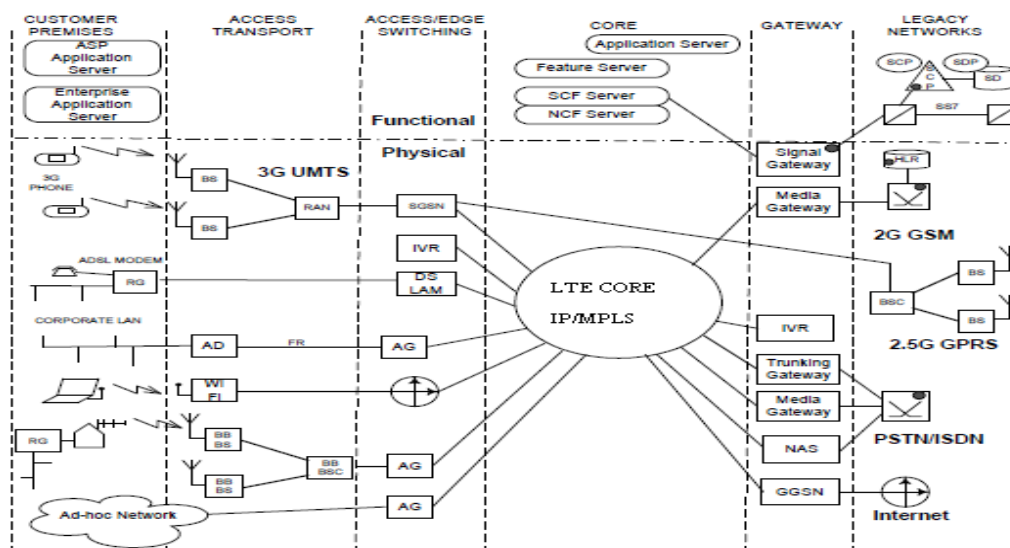 CUSTOMER
PREMISES
ACCESS
TRANSPORT
ACCESS/EDGE
SWITCHING
CORE
GATEWAY
LEGACY
NETWORKS
ASP
Application
Server
Enterprise
Application
Server
Application Server
Feature Server
SCF Server
NCF Server
SCP
SDP
S
C
P
SD
SS7
Functional
Physical
3G
PHONE
BS
BS
3G UMTS
RAN
SGSN
Signal
Gateway
Media
Gateway
HLR
2G GSM
IVR
ADSL MODEM
RG
DS
LAM
LTE CORE
IP/MPLS
BSC
BS
BS
2.5G GPRS
CORPORATE LAN
AD
FR
AG
IVR
Trunking
Gateway
Media
Gateway
PSTN/ISDN
WI
FI
RG
BB
BS
BB
BS
BB
BSC
AG
NAS
GGSN
Internet
Ad-hoc Network
AG